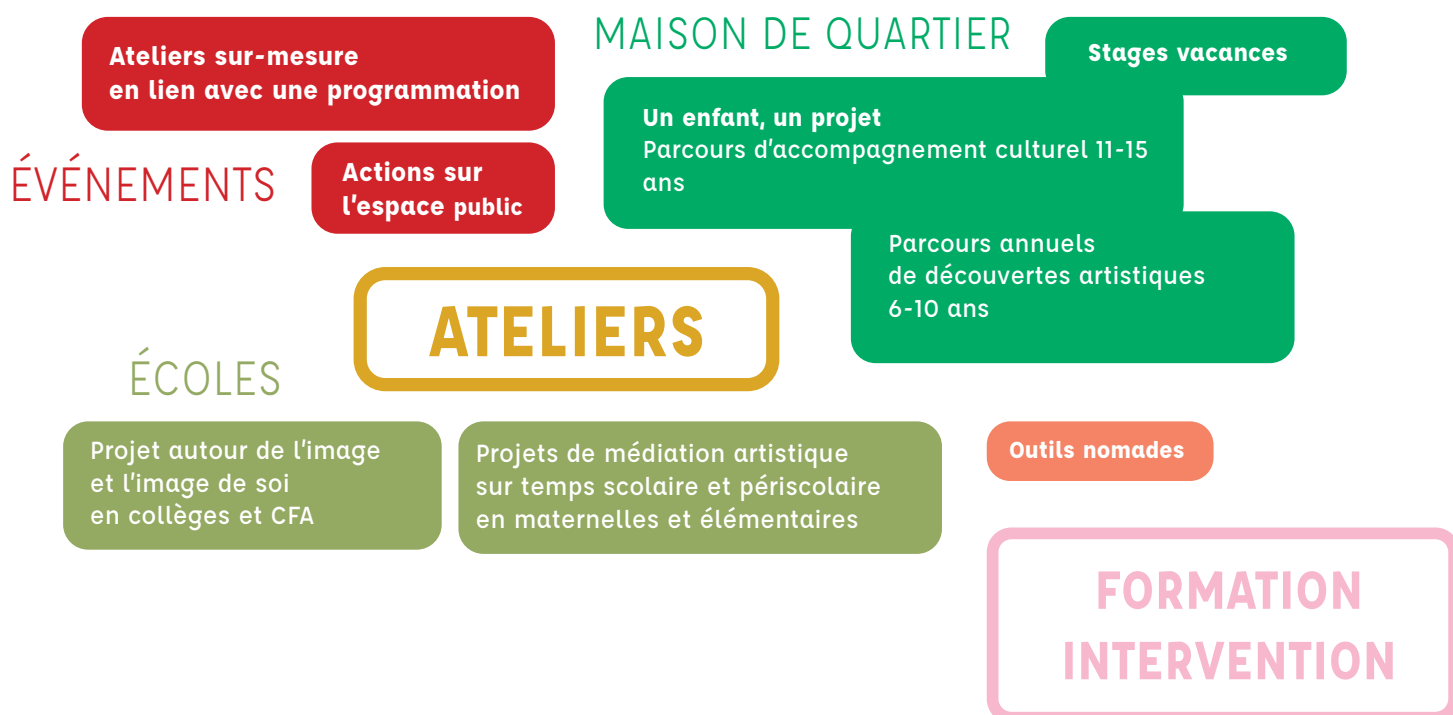 MAISON DE QUARTIER
Ateliers sur-mesure
en lien avec une programmation
Stages vacances
Un enfant, un projet
Parcours d'accompagnement culturel 11-15
ans
ÉVÉNEMENTS
Actions sur
l'espace public
Parcours annuels
de découvertes artistiques
6-10 ans
ATELIERS
ÉCOLES
Projet autour de l'image
et l'image de soi
en collèges et CFA
Projets de médiation artistique
sur temps scolaire et périscolaire
en maternelles et élémentaires
Outils nomades
FORMATION
INTERVENTION